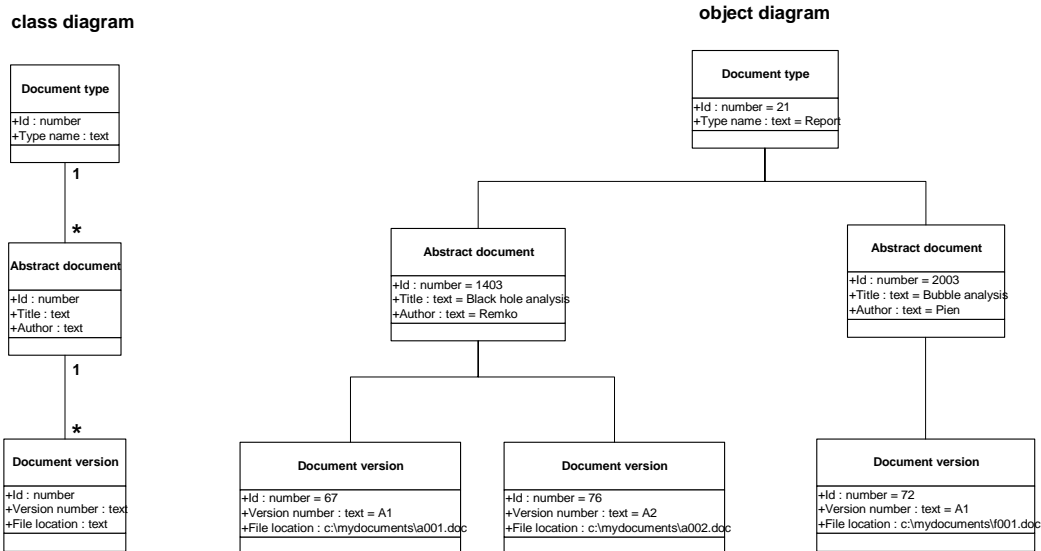 class diagram
Document type
+Id : number
+Type name : text
1
*
Abstract document
+Id : number
+Title : text
+Author : text
1
*
Document version
+Id : number
+Version number : text
+File location : text
object diagram
Document type
+Id : number = 21
+Type name : text = Report
Abstract document
+Id : number = 1403
+Title : text = Black hole analysis
+Author : text = Remko
Abstract document
+Id : number = 2003
+Title : text = Bubble analysis
+Author : text = Pien
Document version
+Id : number = 67
+Version number : text = A1
+File location : c:\mydocuments\a001.doc
Document version
+Id : number = 76
+Version number : text = A2
+File location : c:\mydocuments\a002.doc
Document version
+Id : number = 72
+Version number : text = A1
+File location : c:\mydocuments\f001.doc